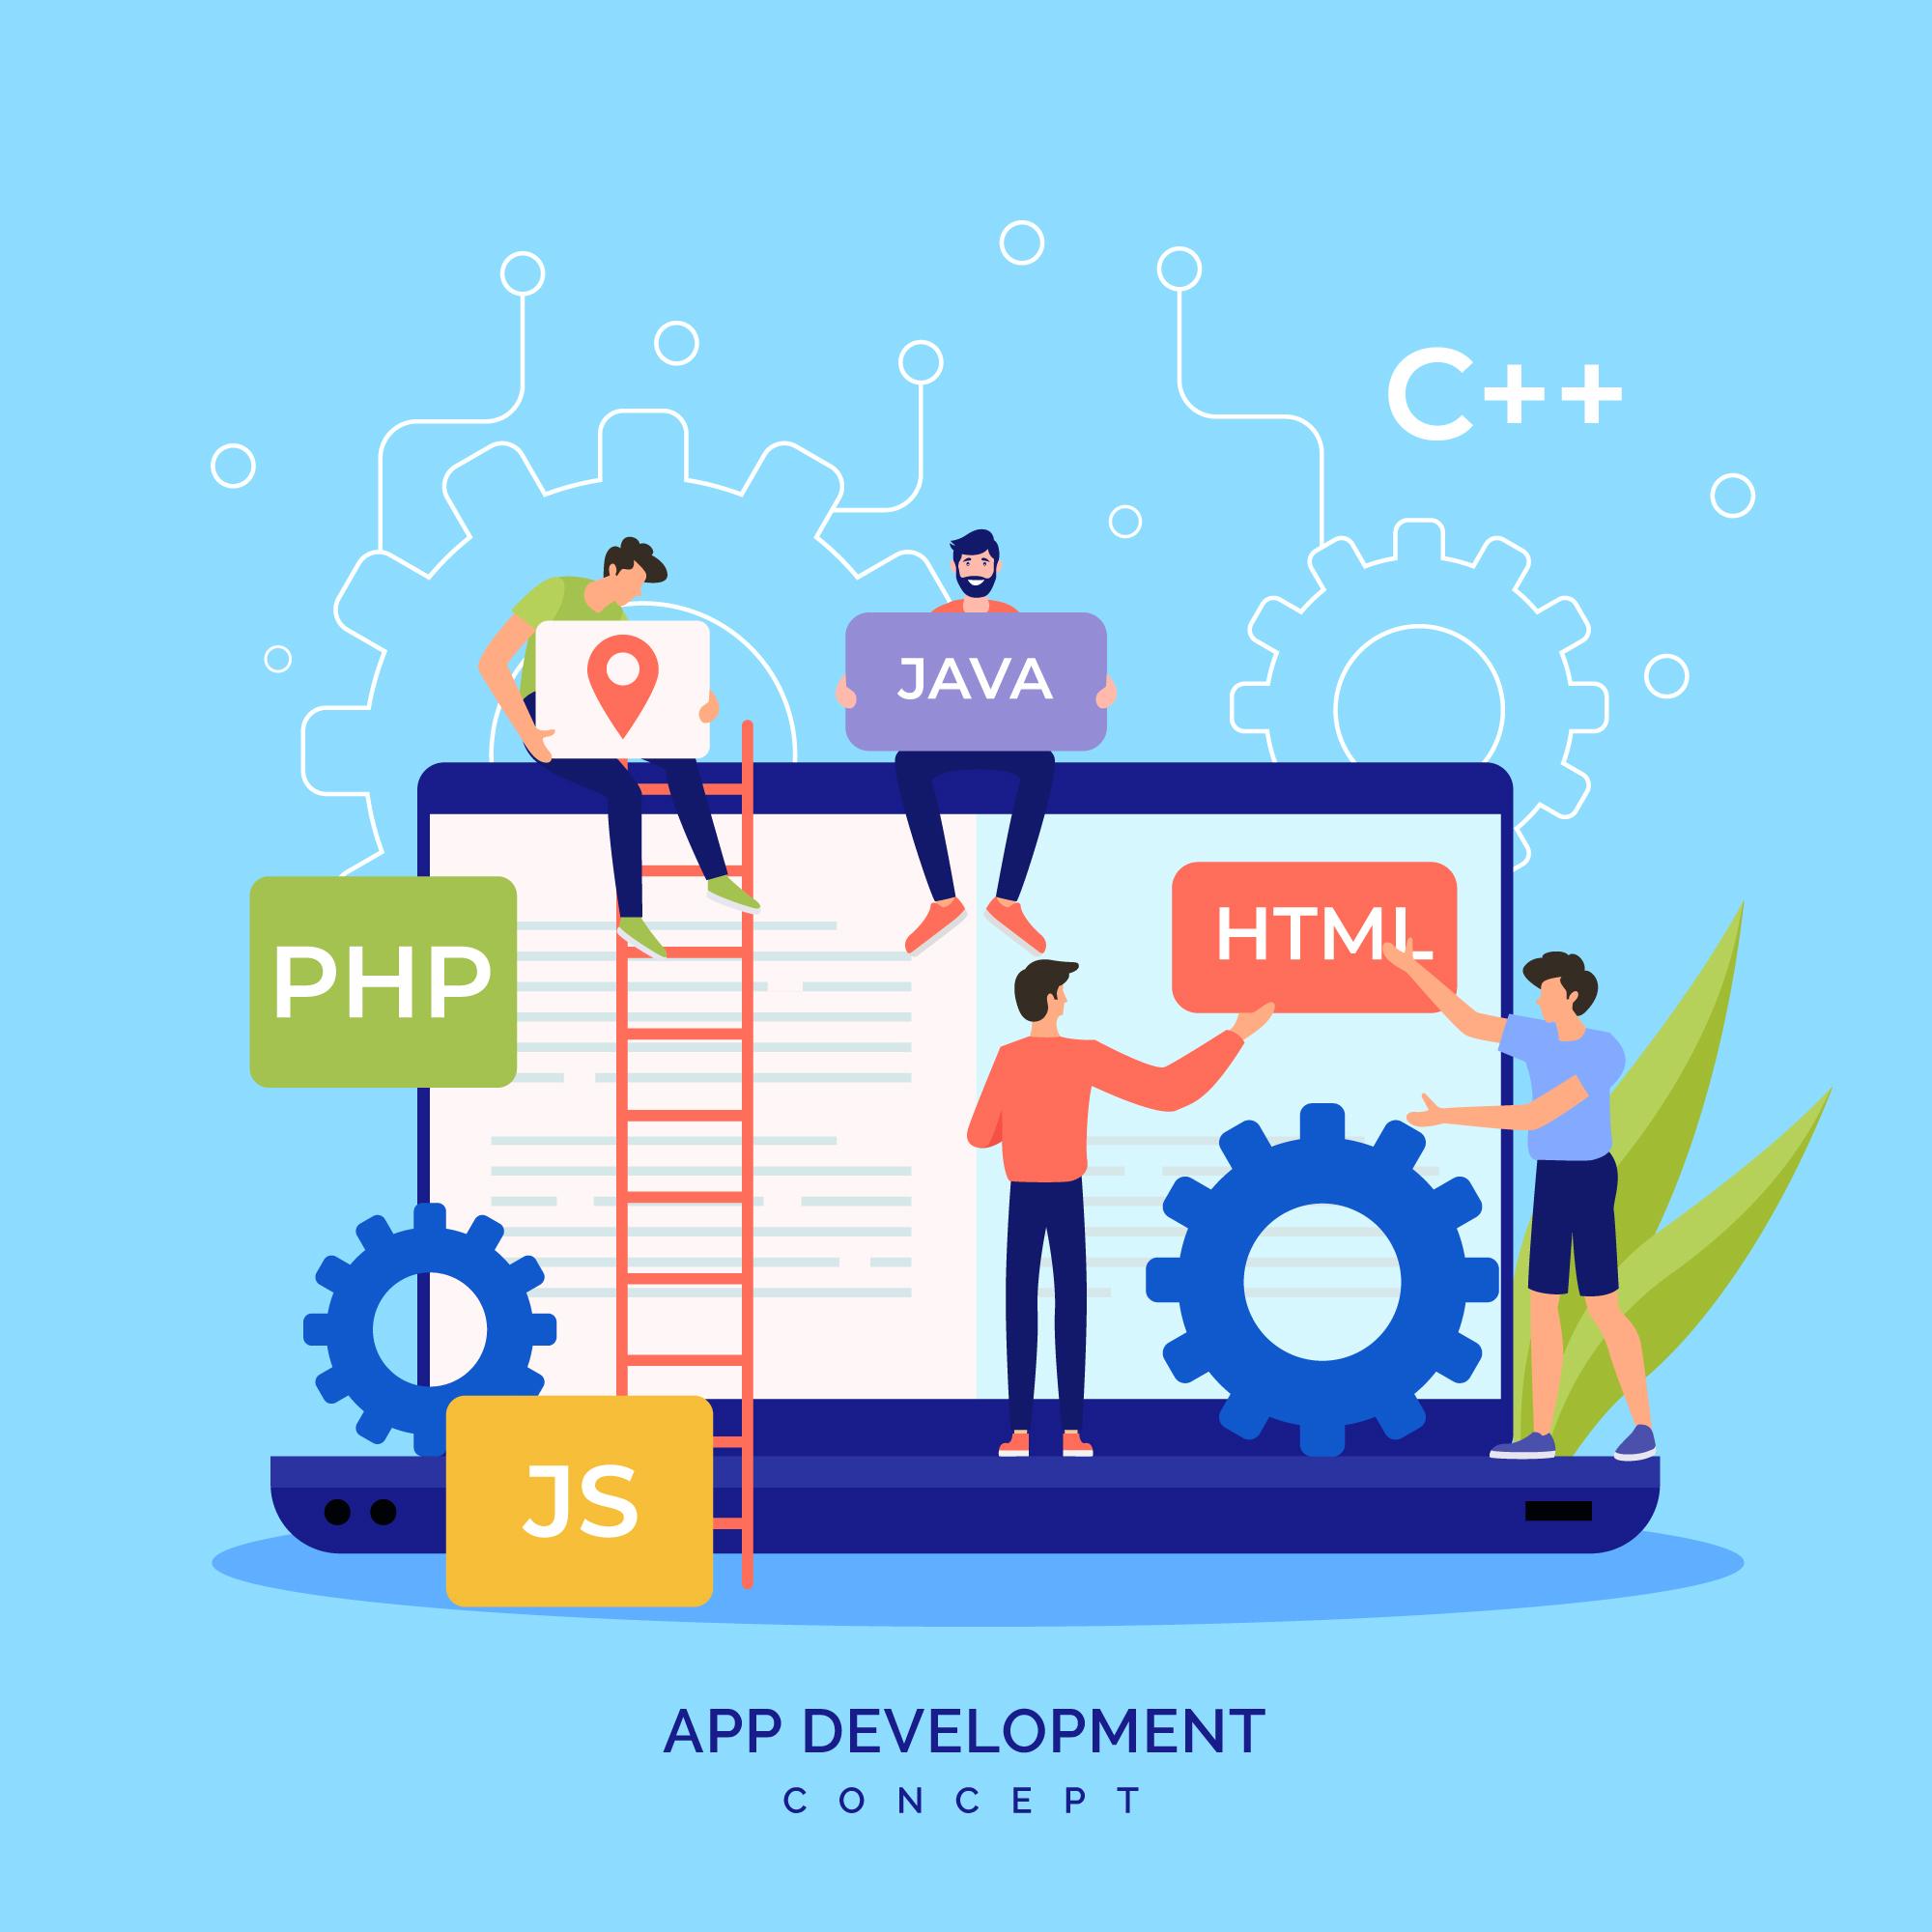 C++
JAVA
HTML
PHP
JS
APP DEVELOPMENT
CONCEPT